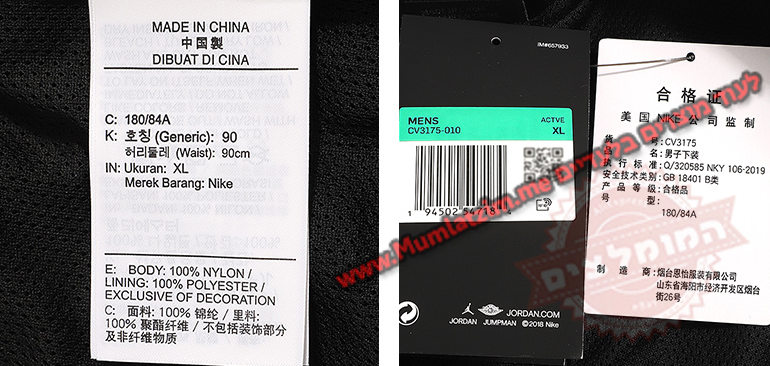 MADE IN CHINA
中国製
DIBUAT DI CINA
C: 180/84A
K: 호칭 (Generic): 90
허리둘레 (Waist): 90cm
IN: Ukuran: XL
Merek Barang: Nike
E: BODY: 100% NYLON /
LINING: 100% POLYESTER /
EXCLUSIVE OF DECORATION
C: 面料: 100% 锦纶 / 里料:
100% 聚酯纤维 / 不包括装饰部分
及非纤维物质
IM#657933
MENS
CV3175-010
ACTVE
XL
1 94502 54718 4
JORDAN JUMPMAN JORDAN.COM
©2018 Nike
合格证
美国 NIKE 公司监制
货号: CV3175
品名: 男子下装
执行标准: Q/320585 NKY 106-2019
安全技术类别: GB 18401 B类
产品等级: 合格品
号型:
180/84A
制造商: 烟台恩怡服装有限公司
山东省海阳市经济开发区烟台
街26号
www.Mumlatzim.me
המומלצים